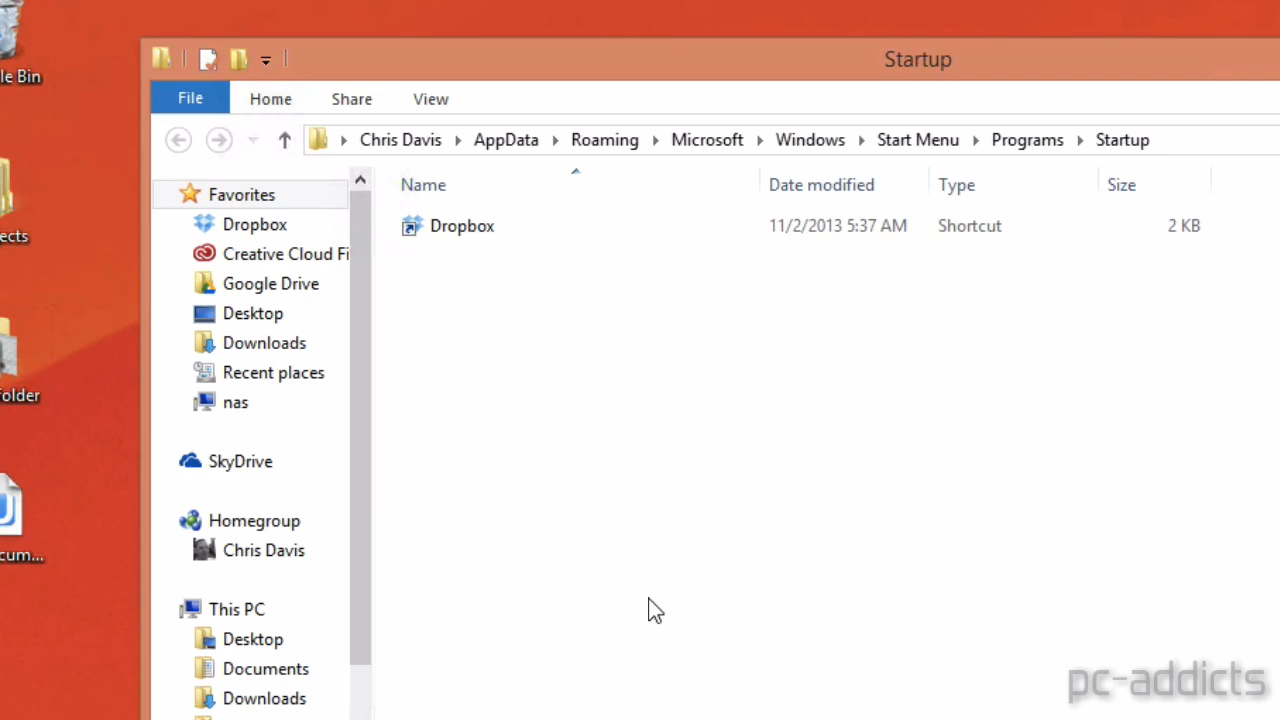 le Bin
ects
folder
cum...
Startup
File Home Share View
Chris Davis AppData Roaming Microsoft Windows Start Menu Programs Startup
Name Date modified Type Size
Dropbox 11/2/2013 5:37 AM Shortcut 2 KB
Favorites
Dropbox
Creative Cloud Fi
Google Drive
Desktop
Downloads
Recent places
nas
SkyDrive
Homegroup
Chris Davis
This PC
Desktop
Documents
Downloads
pc-addicts